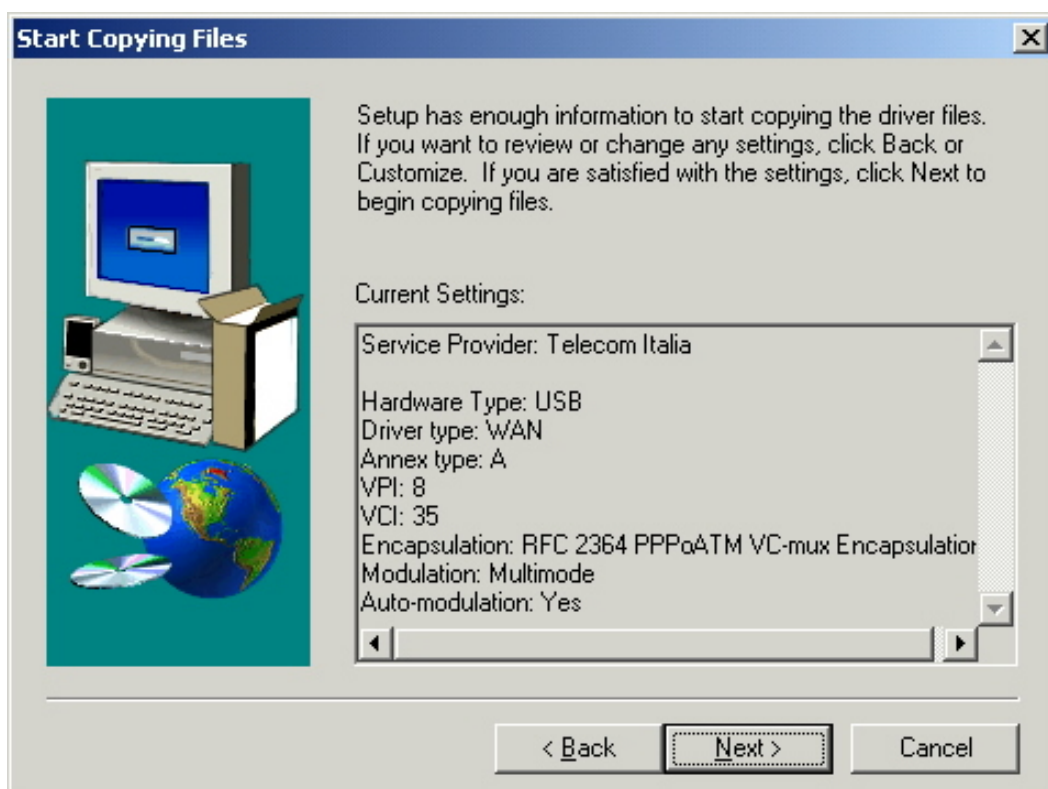 Start Copying Files
Setup has enough information to start copying the driver files.
If you want to review or change any settings, click Back or
Customize. If you are satisfied with the settings, click Next to
begin copying files.
Current Settings:
Service Provider: Telecom Italia
Hardware Type: USB
Driver type: WAN
Annex type: A
VPI: 8
VCI: 35
Encapsulation: RFC 2364 PPPoATM VC-mux Encapsulation
Modulation: Multimode
Auto-modulation: Yes
< Back
Next >
Cancel